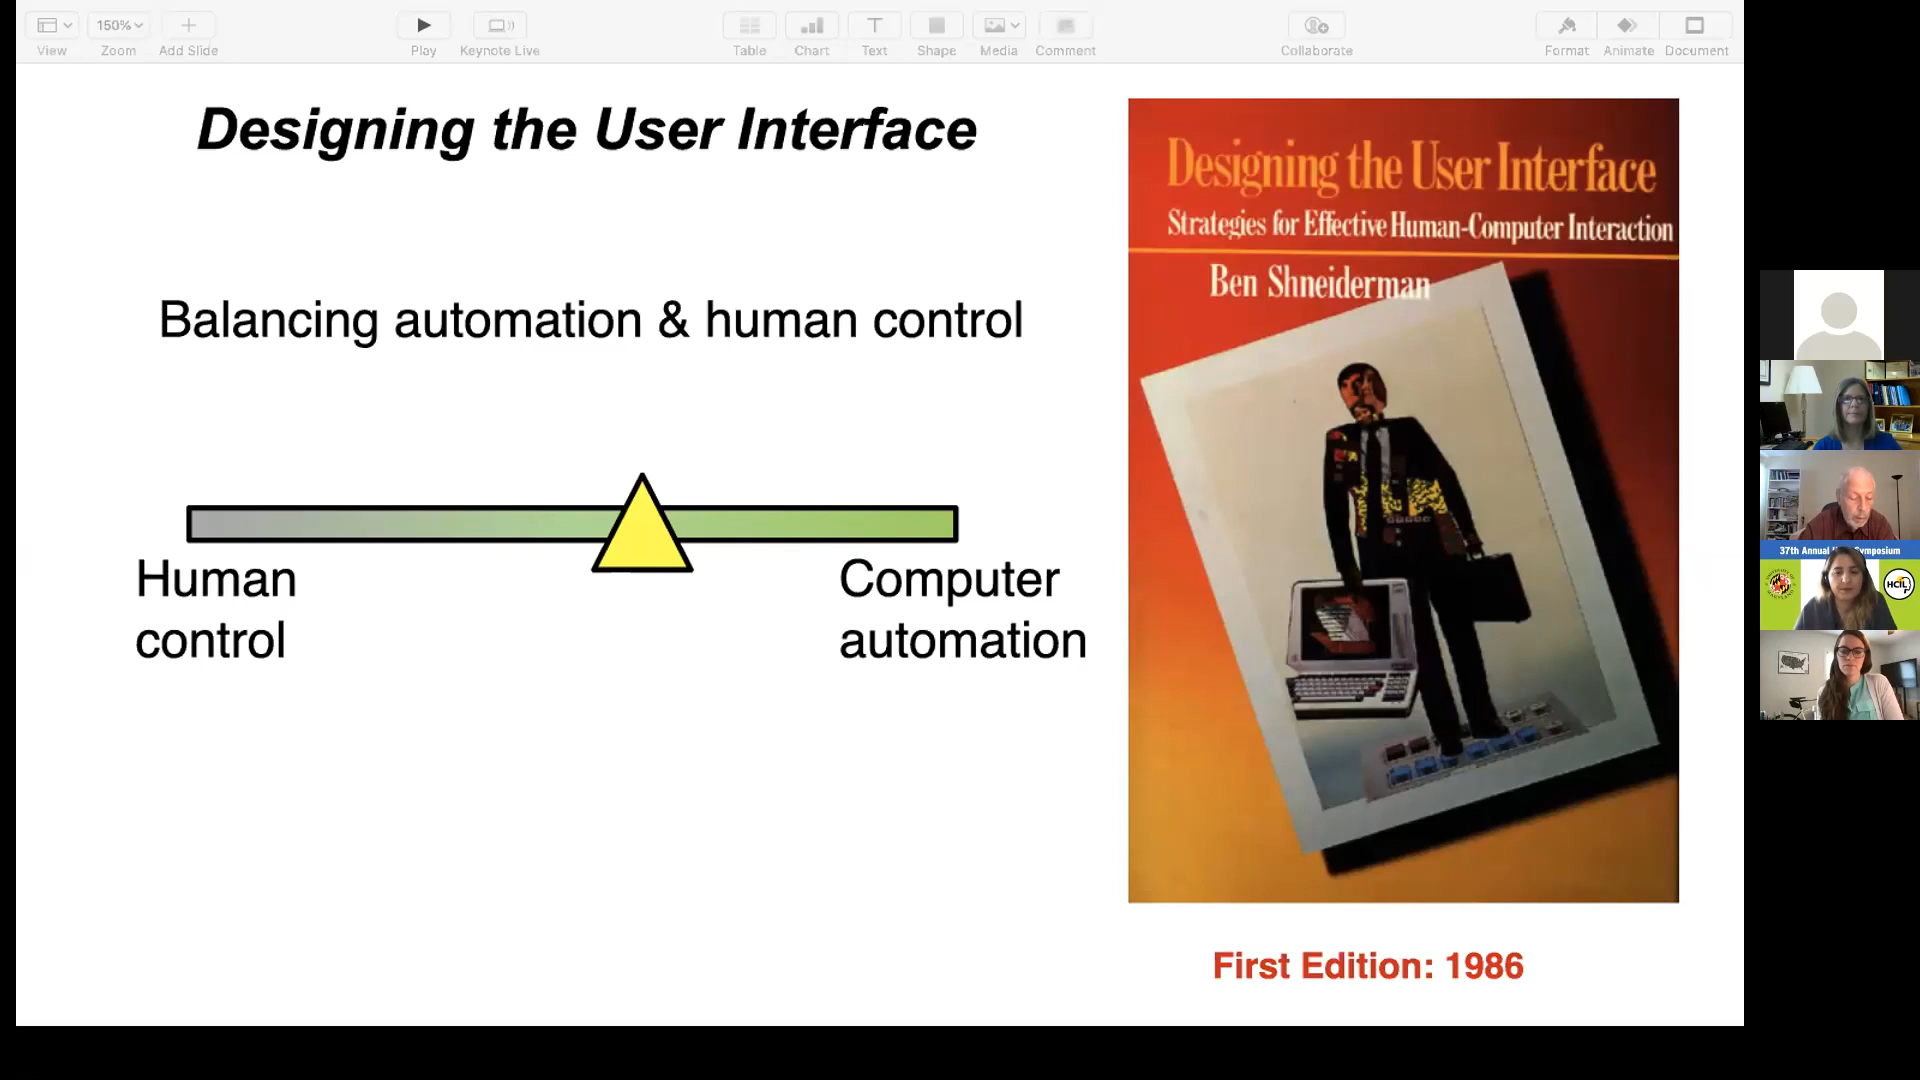 View
150%
Zoom
Add Slide
Play
Keynote Live
Table
Chart
Text
Shape
Media
Comment
Collaborate
Format
Animate
Document
Designing the User Interface
Balancing automation & human control
Human
control
Computer
automation
Designing the User Interface
Strategies for Effective Human-Computer Interaction
Ben Shneiderman
First Edition: 1986
37th Annual Symposium
HCIL